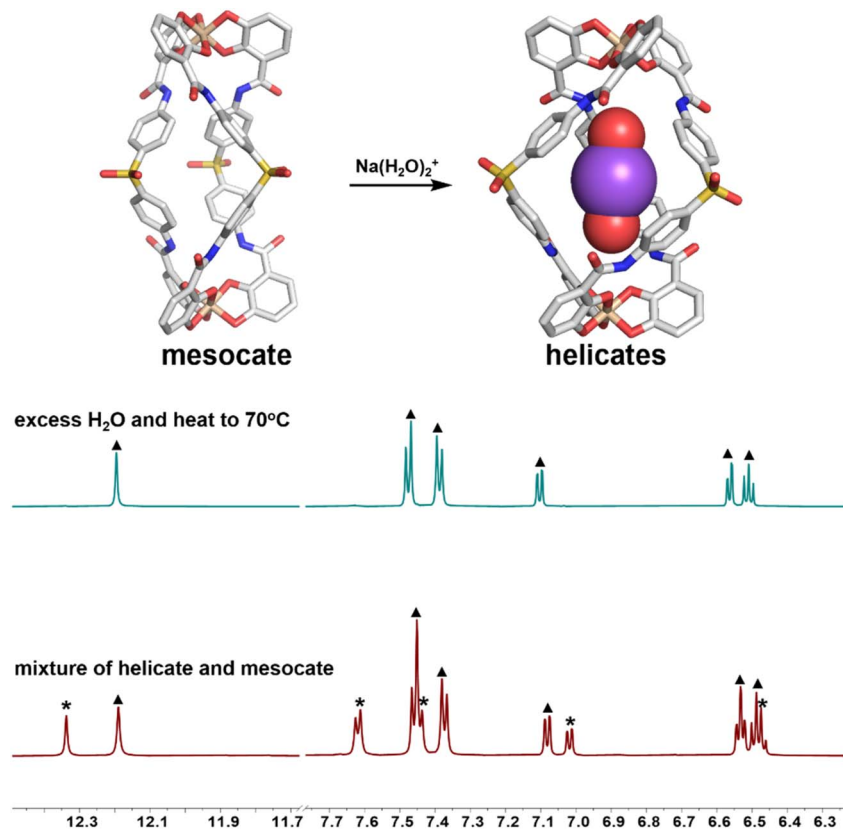 Na(H₂O)₂⁺
mesocate
helicates
excess H₂O and heat to 70°C
mixture of helicate and mesocate
* *
* *
*
12.3 12.1 11.9 11.7 7.7 7.6 7.5 7.4 7.3 7.2 7.1 7.0 6.9 6.8 6.7 6.6 6.5 6.4 6.3